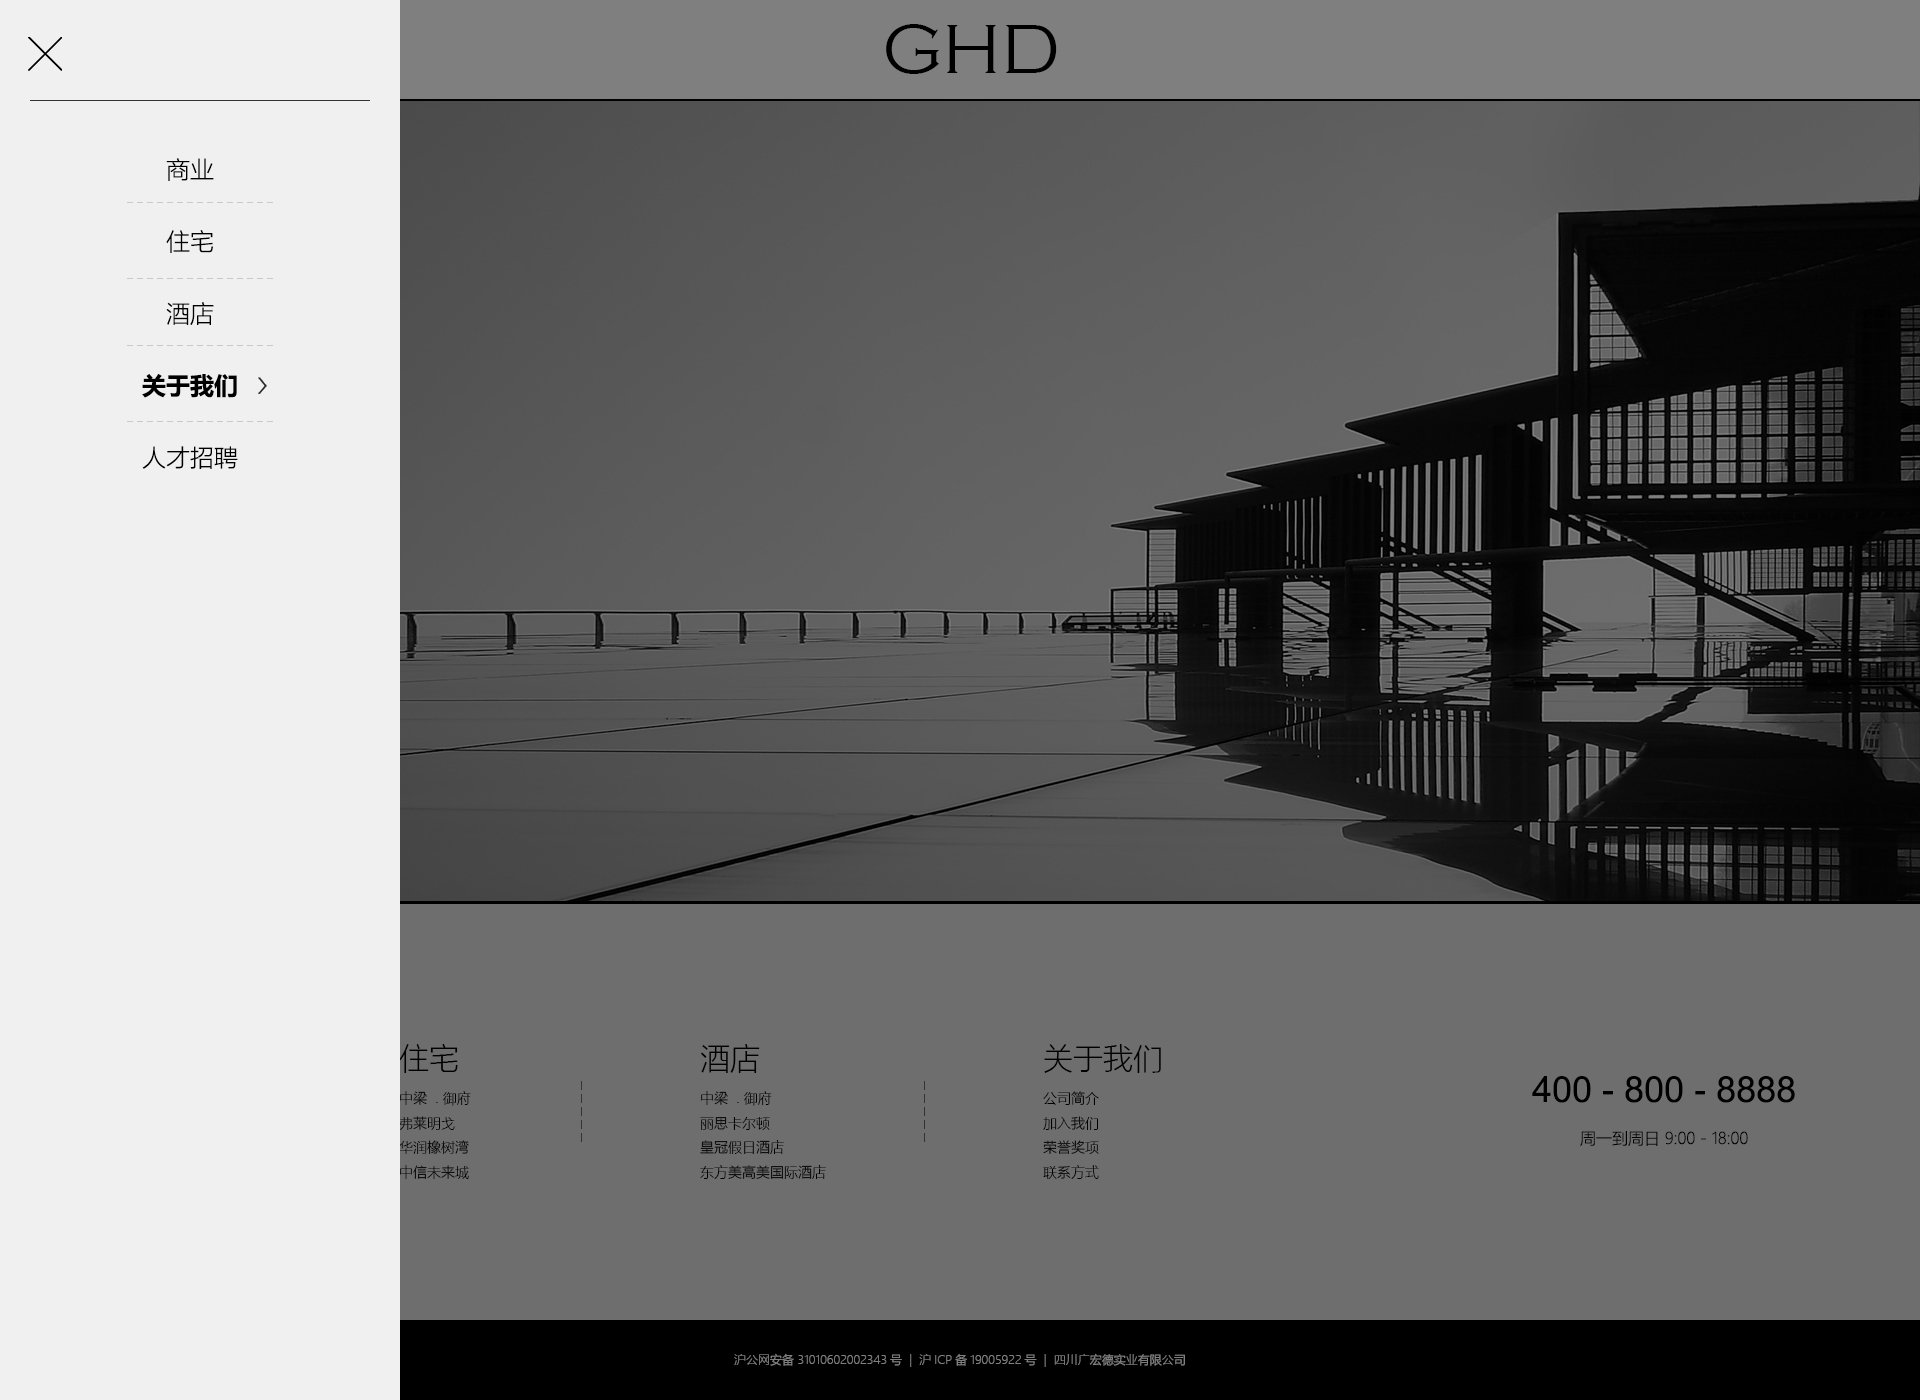 GHD
商业
住宅
酒店
关于我们
人才招聘
住宅
中梁 . 御府
弗莱明戈
华润橡树湾
中信未来城
酒店
中梁 . 御府
丽思卡尔顿
皇冠假日酒店
东方美高美国际酒店
关于我们
公司简介
加入我们
荣誉奖项
联系方式
400 - 800 - 8888
周一到周日 9:00 - 18:00
沪公网安备 31010602002343 号 | 沪 ICP 备 19005922 号 | 四川广宏德实业有限公司